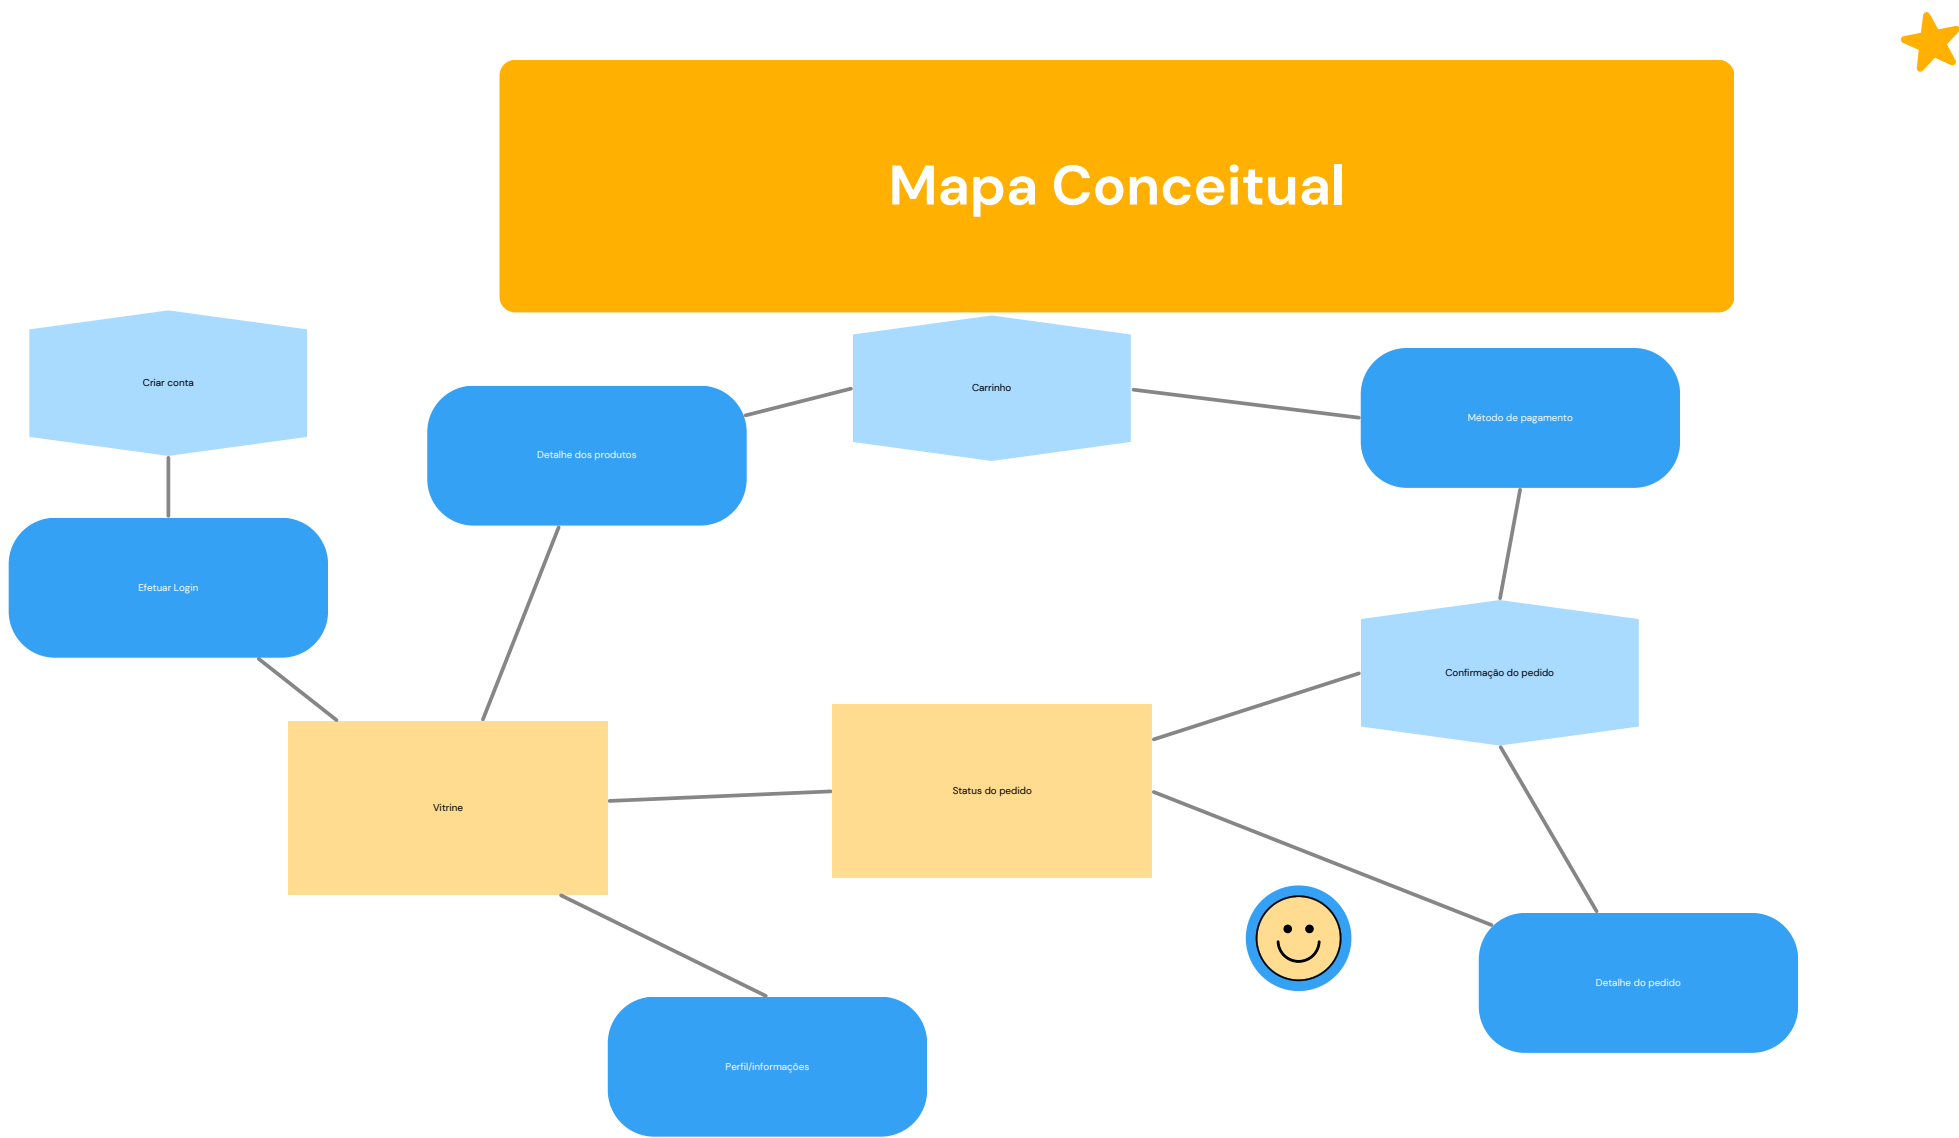 Mapa Conceitual
Criar conta
Carrinho
Método de pagamento
Detalhe dos produtos
Efetuar Login
Confirmação do pedido
Status do pedido
Vitrine
Detalhe do pedido
Perfil/informações